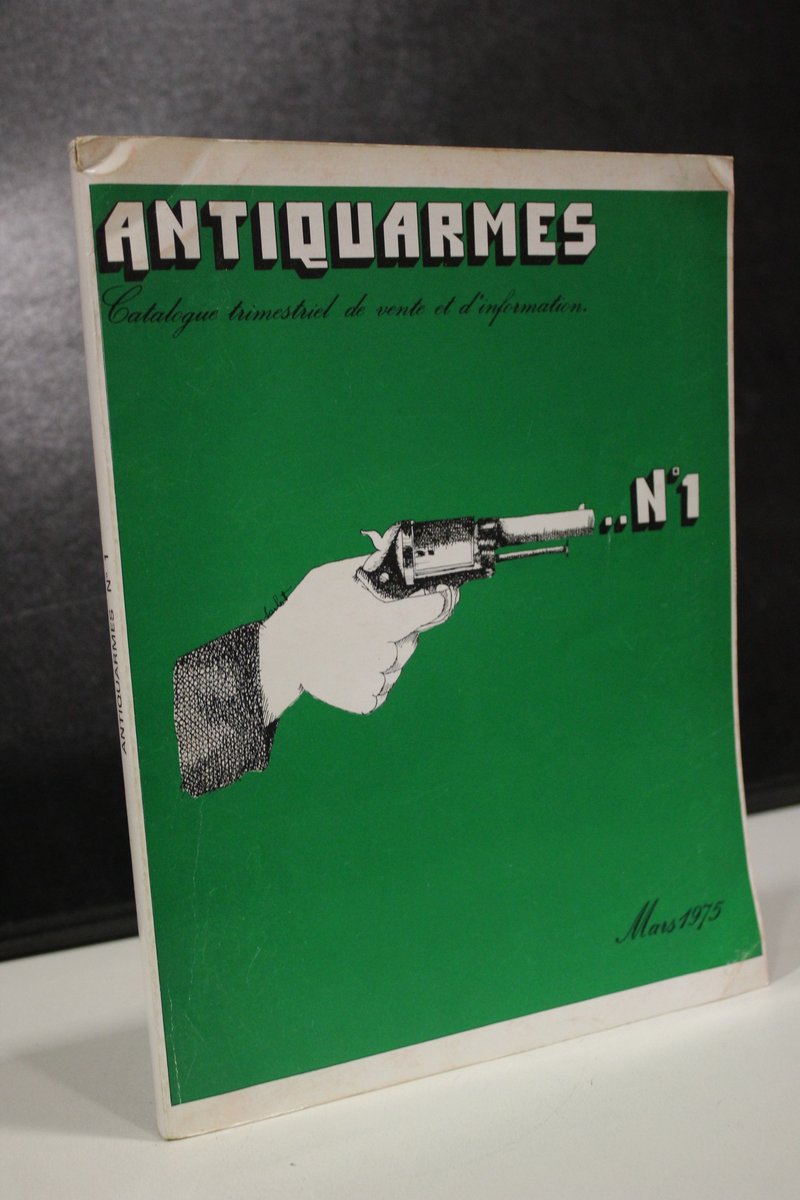 ANTIQUARMES
Catalogue trimestriel de vente et d'information.
..N°1
Mars 1975
ANTIQUARMES N° 1